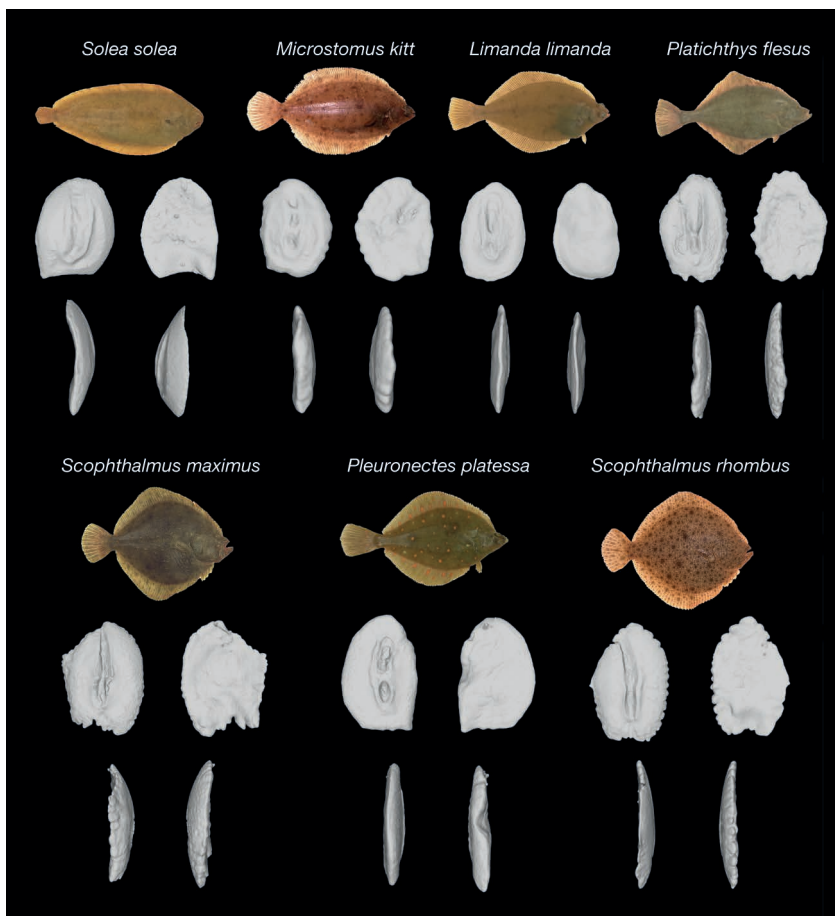 Solea solea
Microstomus kitt
Limanda limanda
Platichthys flesus
Scophthalmus maximus
Pleuronectes platessa
Scophthalmus rhombus